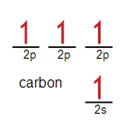 1 1 1
2p 2p 2p
carbon 1
2s